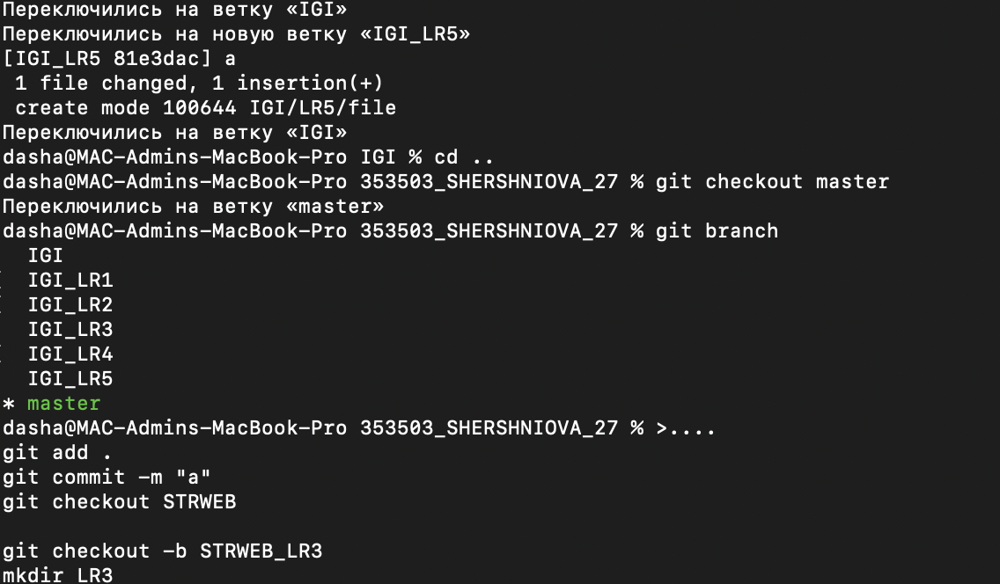 Переключились на ветку «IGI»
Переключились на новую ветку «IGI_LR5»
[IGI_LR5 81e3dac] a
 1 file changed, 1 insertion(+)
 create mode 100644 IGI/LR5/file
Переключились на ветку «IGI»
dasha@MAC-Admins-MacBook-Pro IGI % cd ..
dasha@MAC-Admins-MacBook-Pro 353503_SHERSHNIOVA_27 % git checkout master
Переключились на ветку «master»
dasha@MAC-Admins-MacBook-Pro 353503_SHERSHNIOVA_27 % git branch
  IGI
  IGI_LR1
  IGI_LR2
  IGI_LR3
  IGI_LR4
  IGI_LR5
* master
dasha@MAC-Admins-MacBook-Pro 353503_SHERSHNIOVA_27 % >....
git add .
git commit -m "a"
git checkout STRWEB
git checkout -b STRWEB_LR3
mkdir LR3